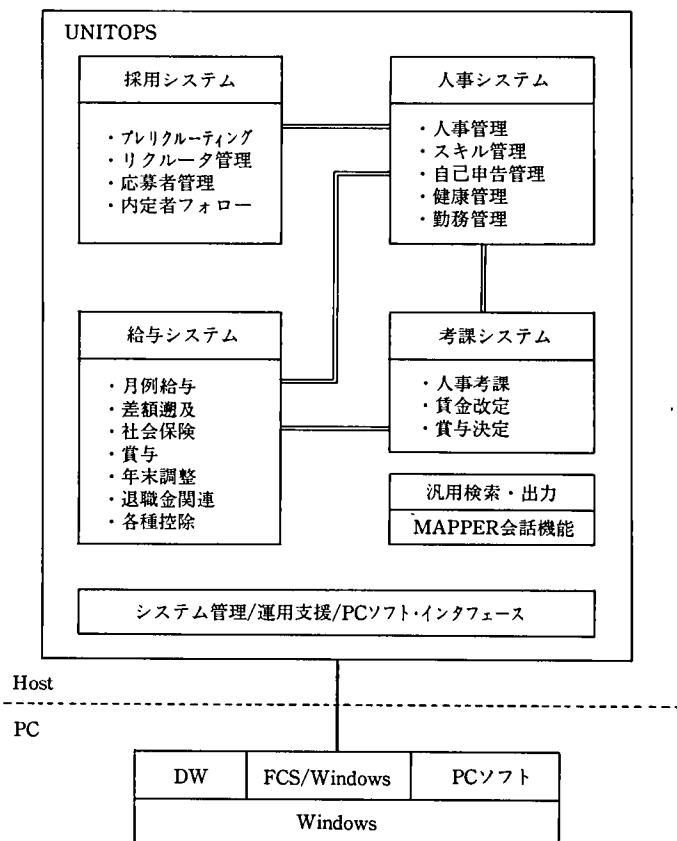 UNITOPS
採用システム
・プレリクルーティング
・リクルータ管理
・応募者管理
・内定者フォロー
人事システム
・人事管理
・スキル管理
・自己申告管理
・健康管理
・勤務管理
給与システム
・月例給与
・差額遡及
・社会保険
・賞与
・年末調整
・退職金関連
・各種控除
考課システム
・人事考課
・賃金改定
・賞与決定
汎用検索・出力
MAPPER会話機能
システム管理/運用支援/PCソフト・インタフェース
Host
PC
DW
FCS/Windows
PCソフト
Windows